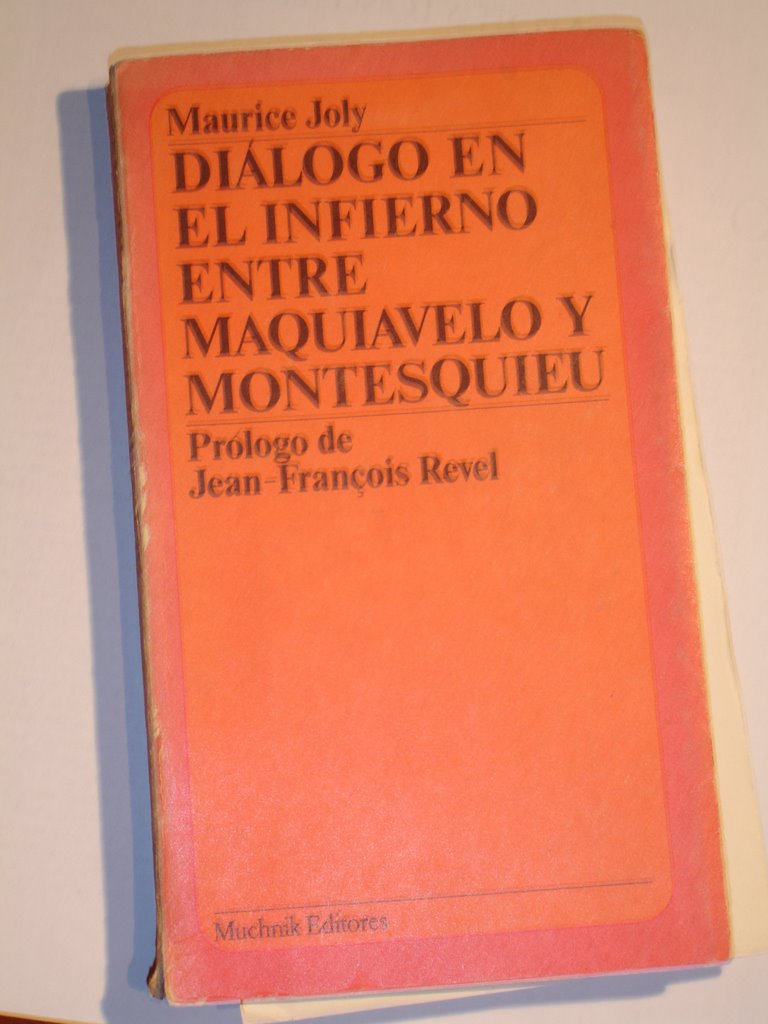 Maurice Joly
DIÁLOGO EN
EL INFIERNO
ENTRE
MAQUIAVELO Y
MONTESQUIEU
Prólogo de
Jean-François Revel
Muchnik Editores